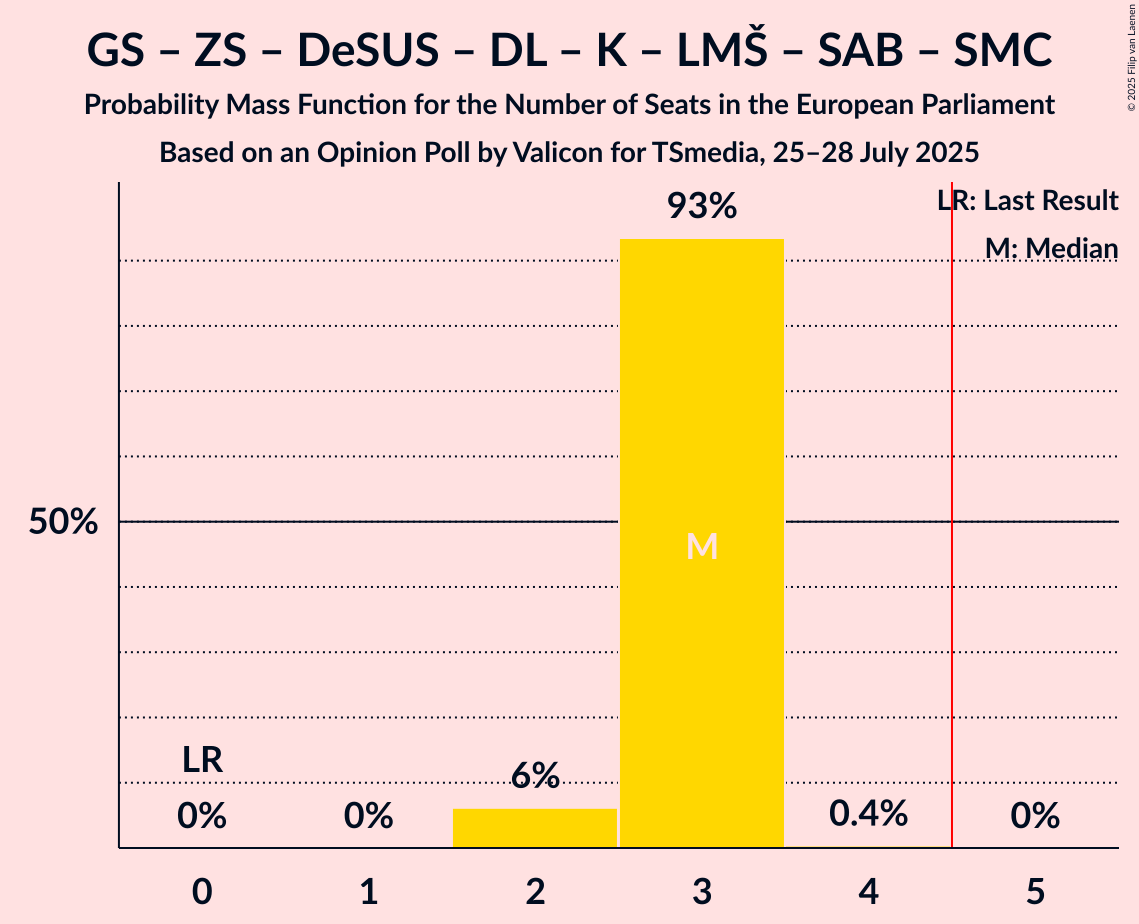 GS – ZS – DeSUS – DL – K – LMŠ – SAB – SMC
Probability Mass Function for the Number of Seats in the European Parliament
Based on an Opinion Poll by Valicon for TSmedia, 25–28 July 2025
© 2025 Filip van Laenen
LR: Last Result
M: Median
93%
50%
M
LR
0%
0%
6%
0.4%
0%
0
1
2
3
4
5